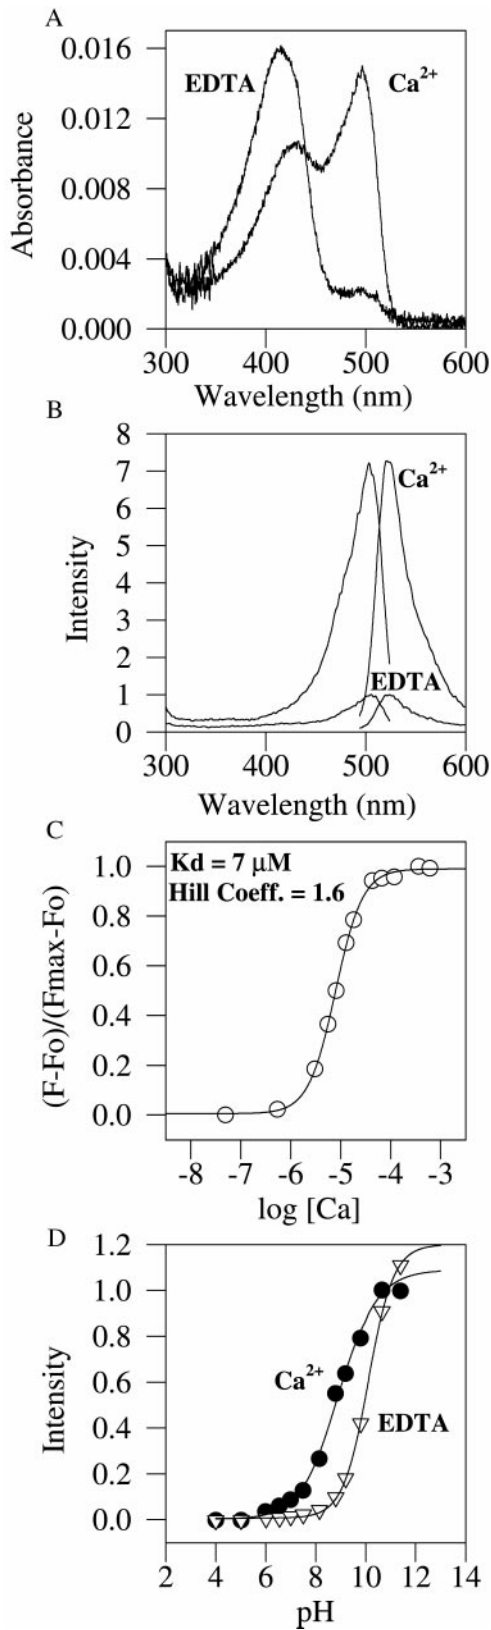 A
0.016
EDTA
Ca²⁺
0.012
0.008
0.004
0.000
Absorbance
300 400 500 600
Wavelength (nm)
B
8
7
6
5
4
3
2
1
0
Ca²⁺
EDTA
Intensity
300 400 500 600
Wavelength (nm)
C
1.0
0.8
0.6
0.4
0.2
0.0
Kd = 7 µM
Hill Coeff. = 1.6
(F-Fo)/(Fmax-Fo)
-8 -7 -6 -5 -4 -3
log [Ca]
D
1.2
1.0
0.8
0.6
0.4
0.2
0.0
Ca²⁺
EDTA
Intensity
2 4 6 8 10 12 14
pH